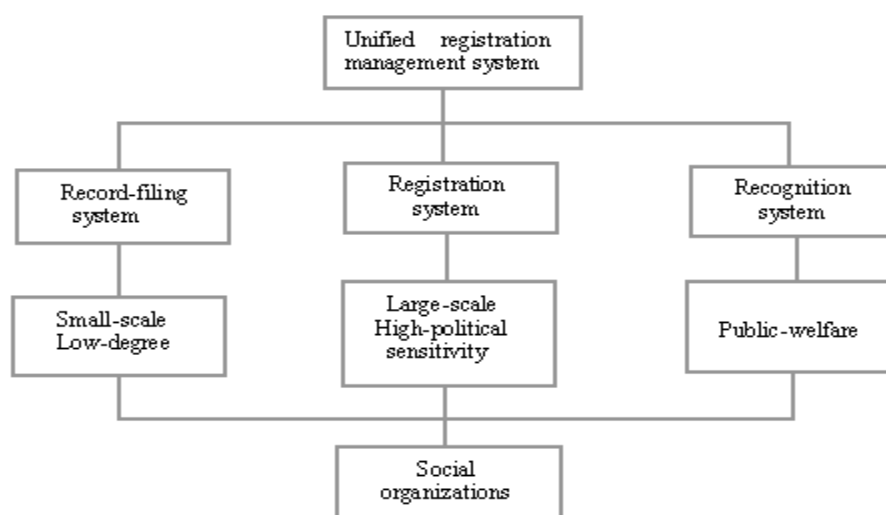 Unified registration
management system
Record-filing
system
Registration
system
Recognition
system
Small-scale
Low-degree
Large-scale
High-political
sensitivity
Public-welfare
Social
organizations